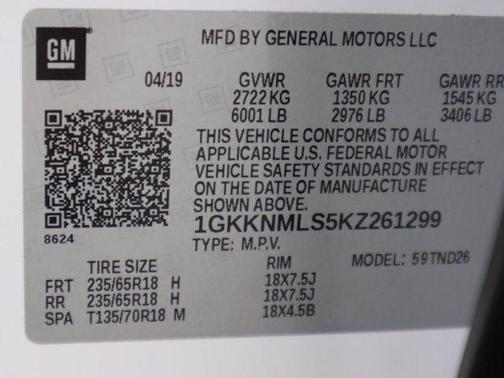 GM
MFD BY GENERAL MOTORS LLC
04/19 GVWR GAWR FRT GAWR RR
2722 KG 1350 KG 1545 KG
6001 LB 2976 LB 3406 LB
THIS VEHICLE CONFORMS TO ALL
APPLICABLE U.S. FEDERAL MOTOR
VEHICLE SAFETY STANDARDS IN EFFECT
ON THE DATE OF MANUFACTURE
SHOWN ABOVE.
8624
1GKKNMLS5KZ261299
TYPE: M.P.V. MODEL: 59TND26
TIRE SIZE RIM
FRT 235/65R18 H 18X7.5J
RR 235/65R18 H 18X7.5J
SPA T135/70R18 M 18X4.5B